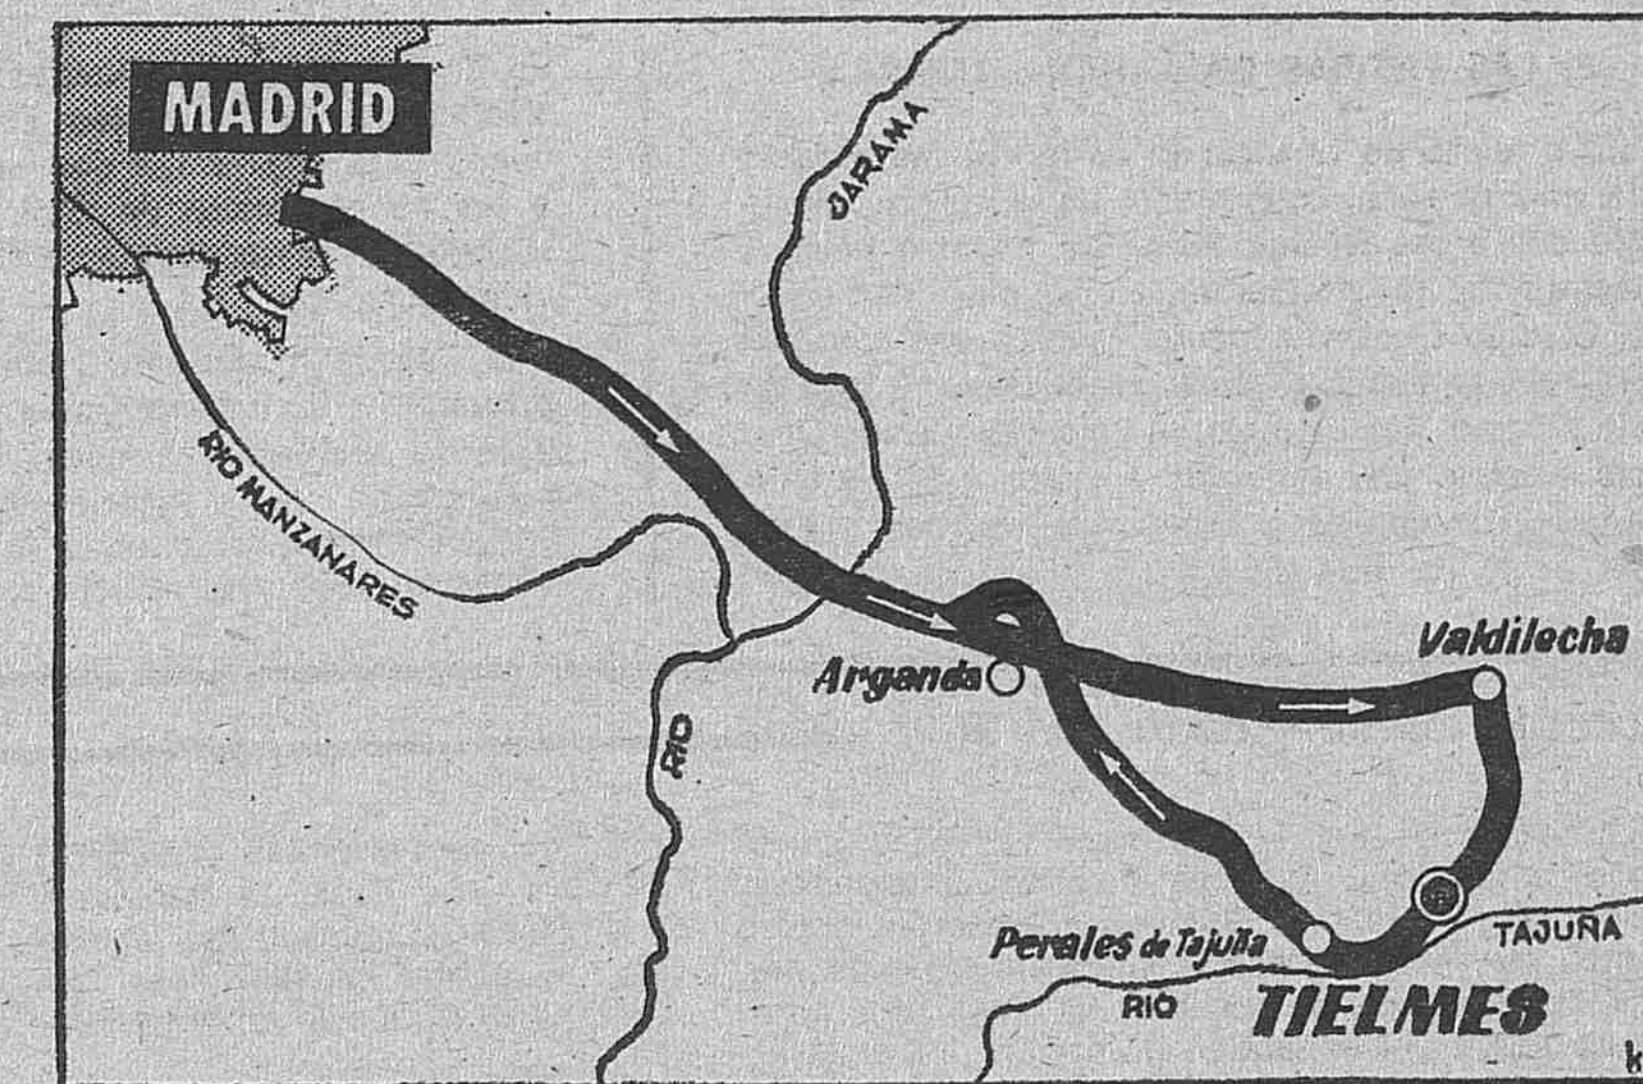 MADRID
JARAMA
RIO MANZANARES
Valdilecha
Arganda
RIO
Perales de Tajuña
TAJUÑA
RIO
TIELMES